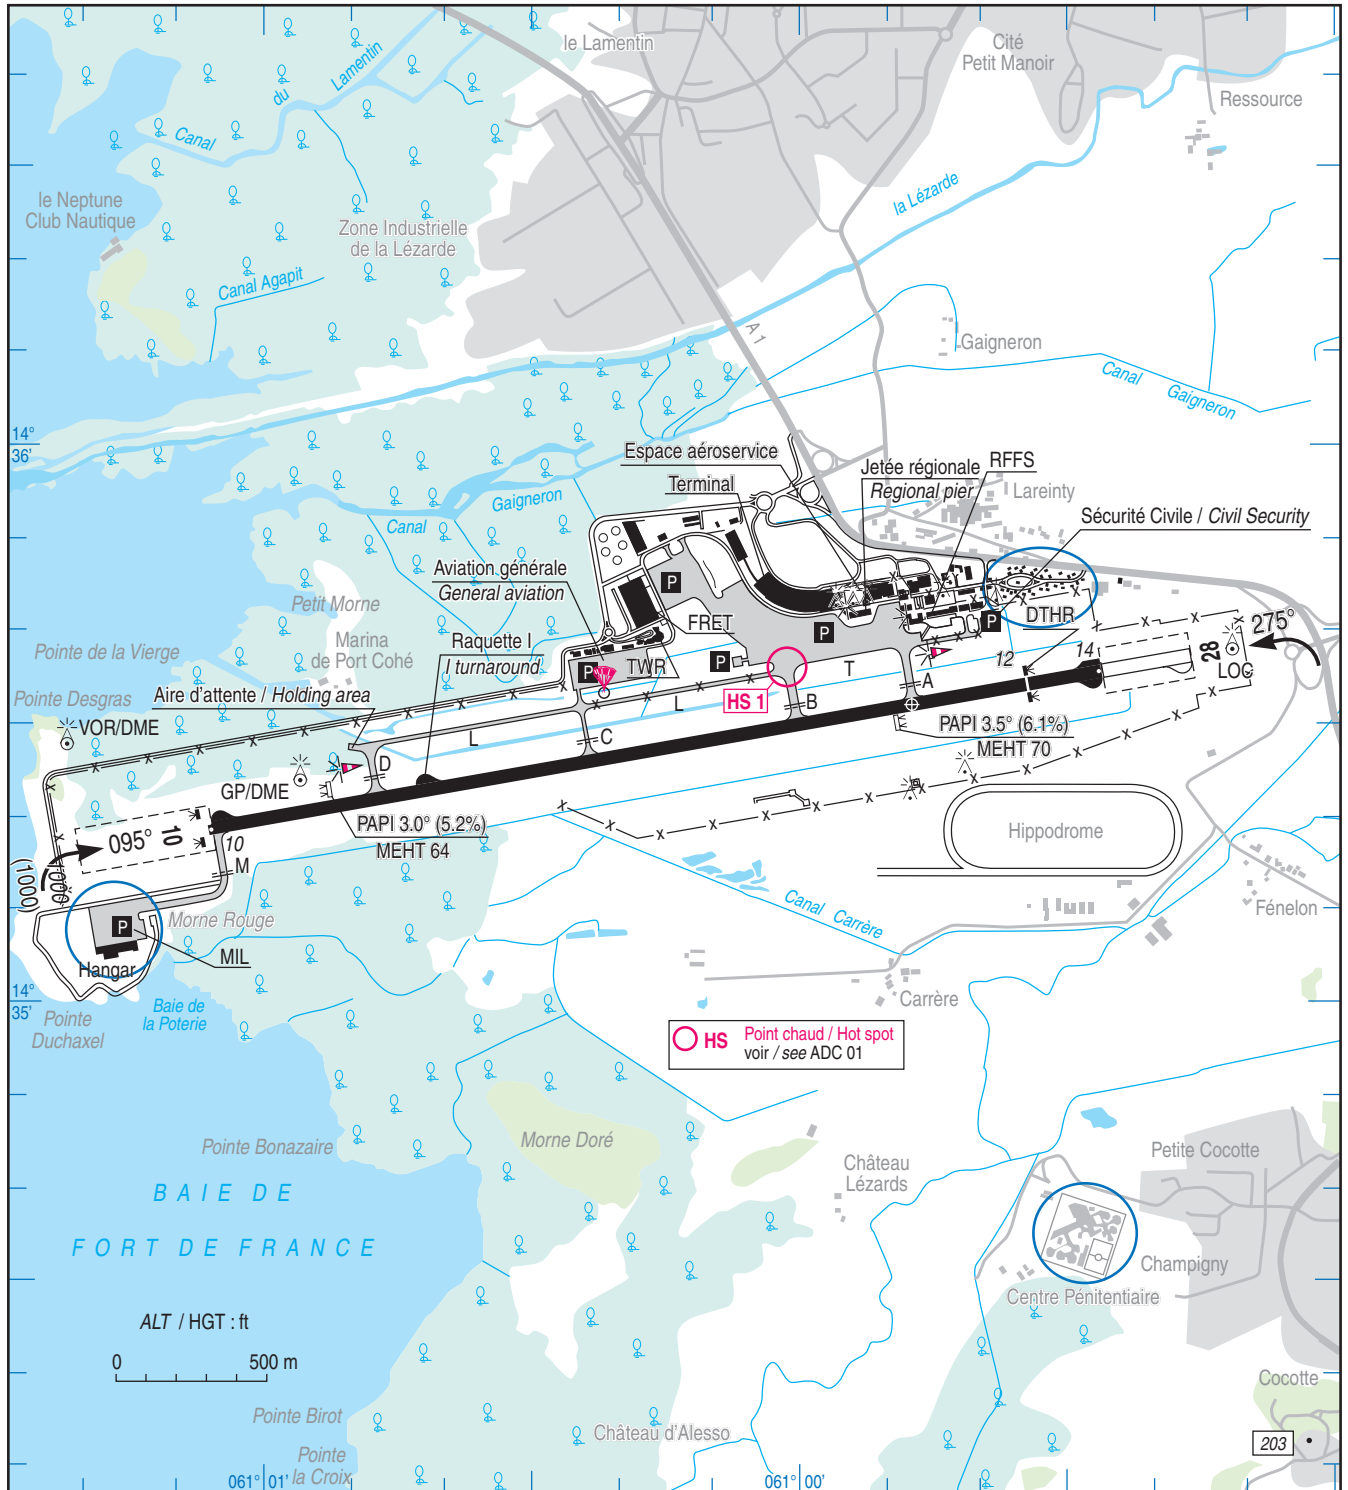 le Lamentin
Cité
Petit Manoir
Ressource
Canal
du
Lamentin
la Lézarde
le Neptune
Club Nautique
Zone Industrielle
de la Lézarde
Canal Agapit
A 1
Gaigneron
Canal
Gaigneron
14°
36'
Espace aéroservice
Terminal
Jetée régionale
Regional pier
RFFS
Lareinty
Sécurité Civile / Civil Security
Canal
Gaigneron
Aviation générale
General aviation
P
FRET
P
P
DTHR
Petit Morne
Marina
de Port Cohé
Raquette I
I turnaround
Pointe de la Vierge
Pointe Desgras
Aire d'attente / Holding area
P
TWR
P
T
A
12
14
28
275°
LOC
HS 1
B
L
C
L
D
VOR/DME
GP/DME
PAPI 3.5° (6.1%)
MEHT 70
PAPI 3.0° (5.2%)
MEHT 64
095°
10
10
M
(1000)
1000
Hippodrome
Morne Rouge
P
MIL
Hangar
Canal Carrère
Fénelon
Carrère
14°
35'
Pointe
Duchaxel
Baie de
la Poterie
HS
Point chaud / Hot spot
voir / see ADC 01
Pointe Bonazaire
Morne Doré
Château
Lézards
Petite Cocotte
BAIE DE
FORT DE FRANCE
Champigny
Centre Pénitentiaire
ALT / HGT : ft
0
500 m
Cocotte
Pointe Birot
Château d'Alesso
203
Pointe
la Croix
061° 01'
061° 00'